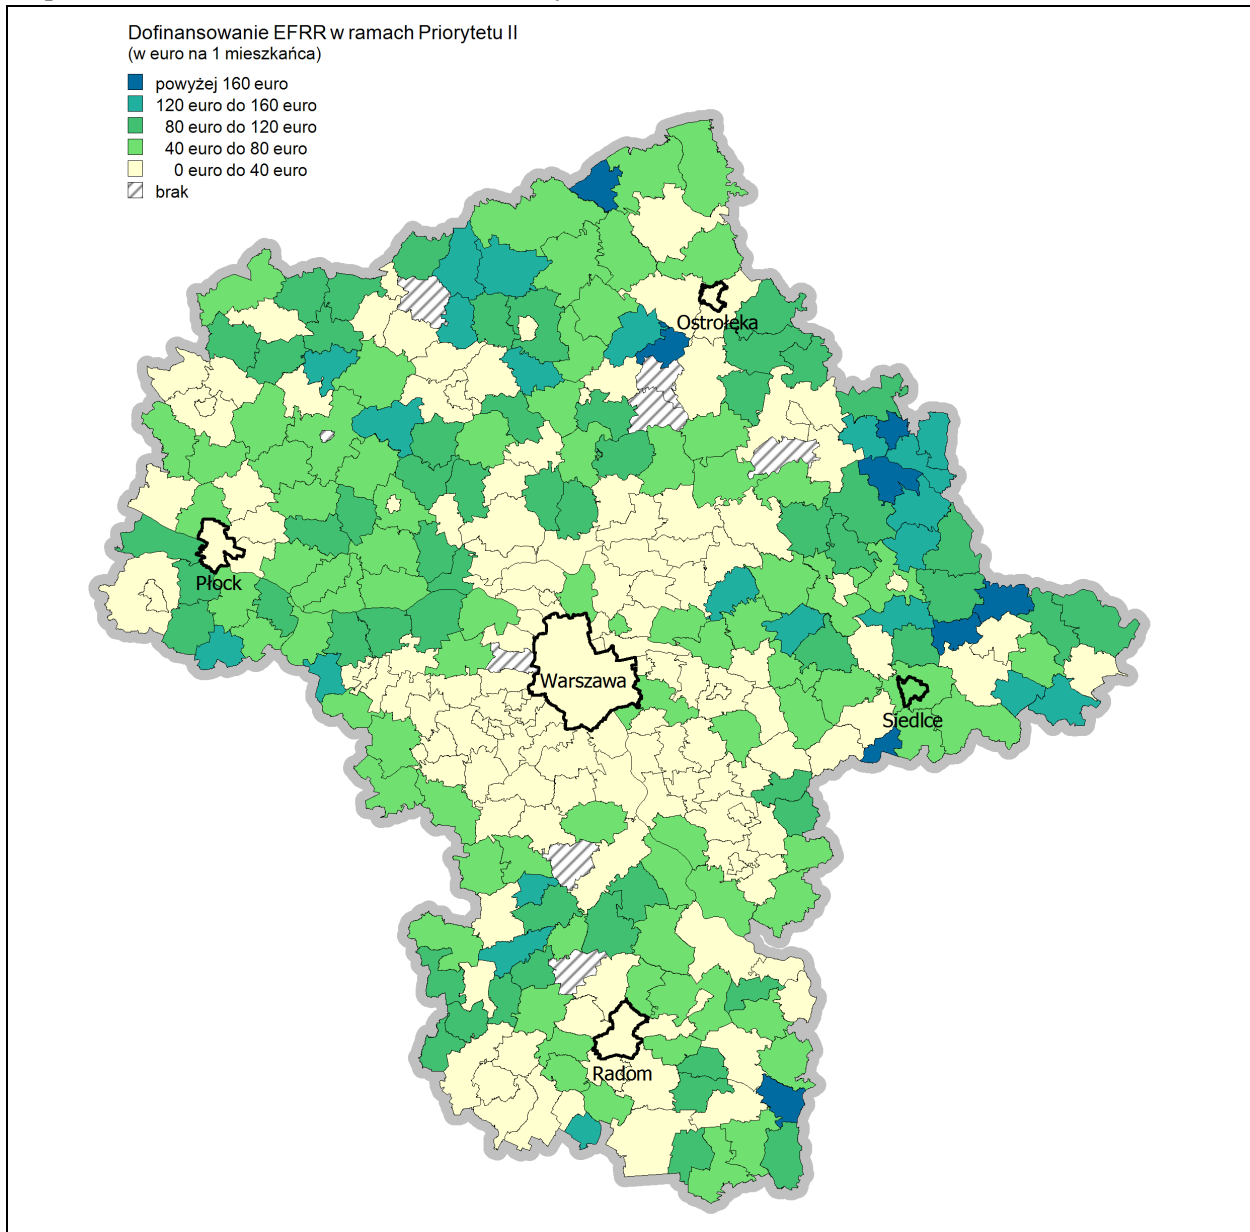 Dofinansowanie EFRR w ramach Priorytetu II
(w euro na 1 mieszkańca)
powyżej 160 euro
120 euro do 160 euro
80 euro do 120 euro
40 euro do 80 euro
0 euro do 40 euro
brak
Ostrołęka
Płock
Warszawa
Siedlce
Radom